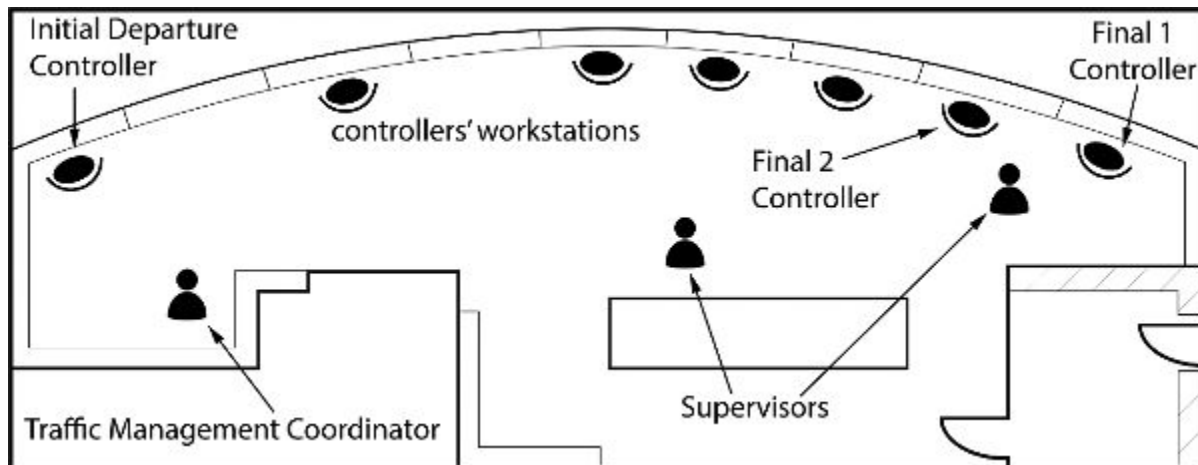 Initial Departure
Controller
Final 1
Controller
controllers' workstations
Final 2
Controller
Supervisors
Traffic Management Coordinator